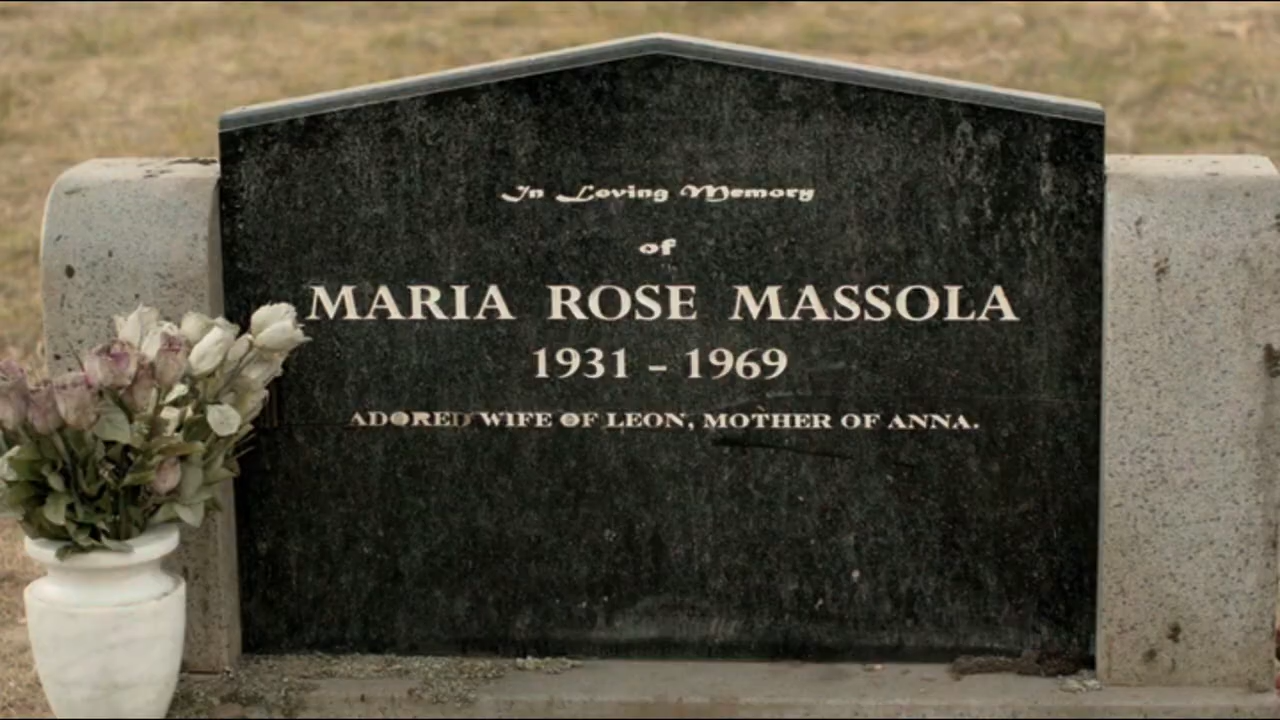 In Loving Memory
of
MARIA ROSE MASSOLA
1931 - 1969
ADORED WIFE OF LEON, MOTHER OF ANNA.